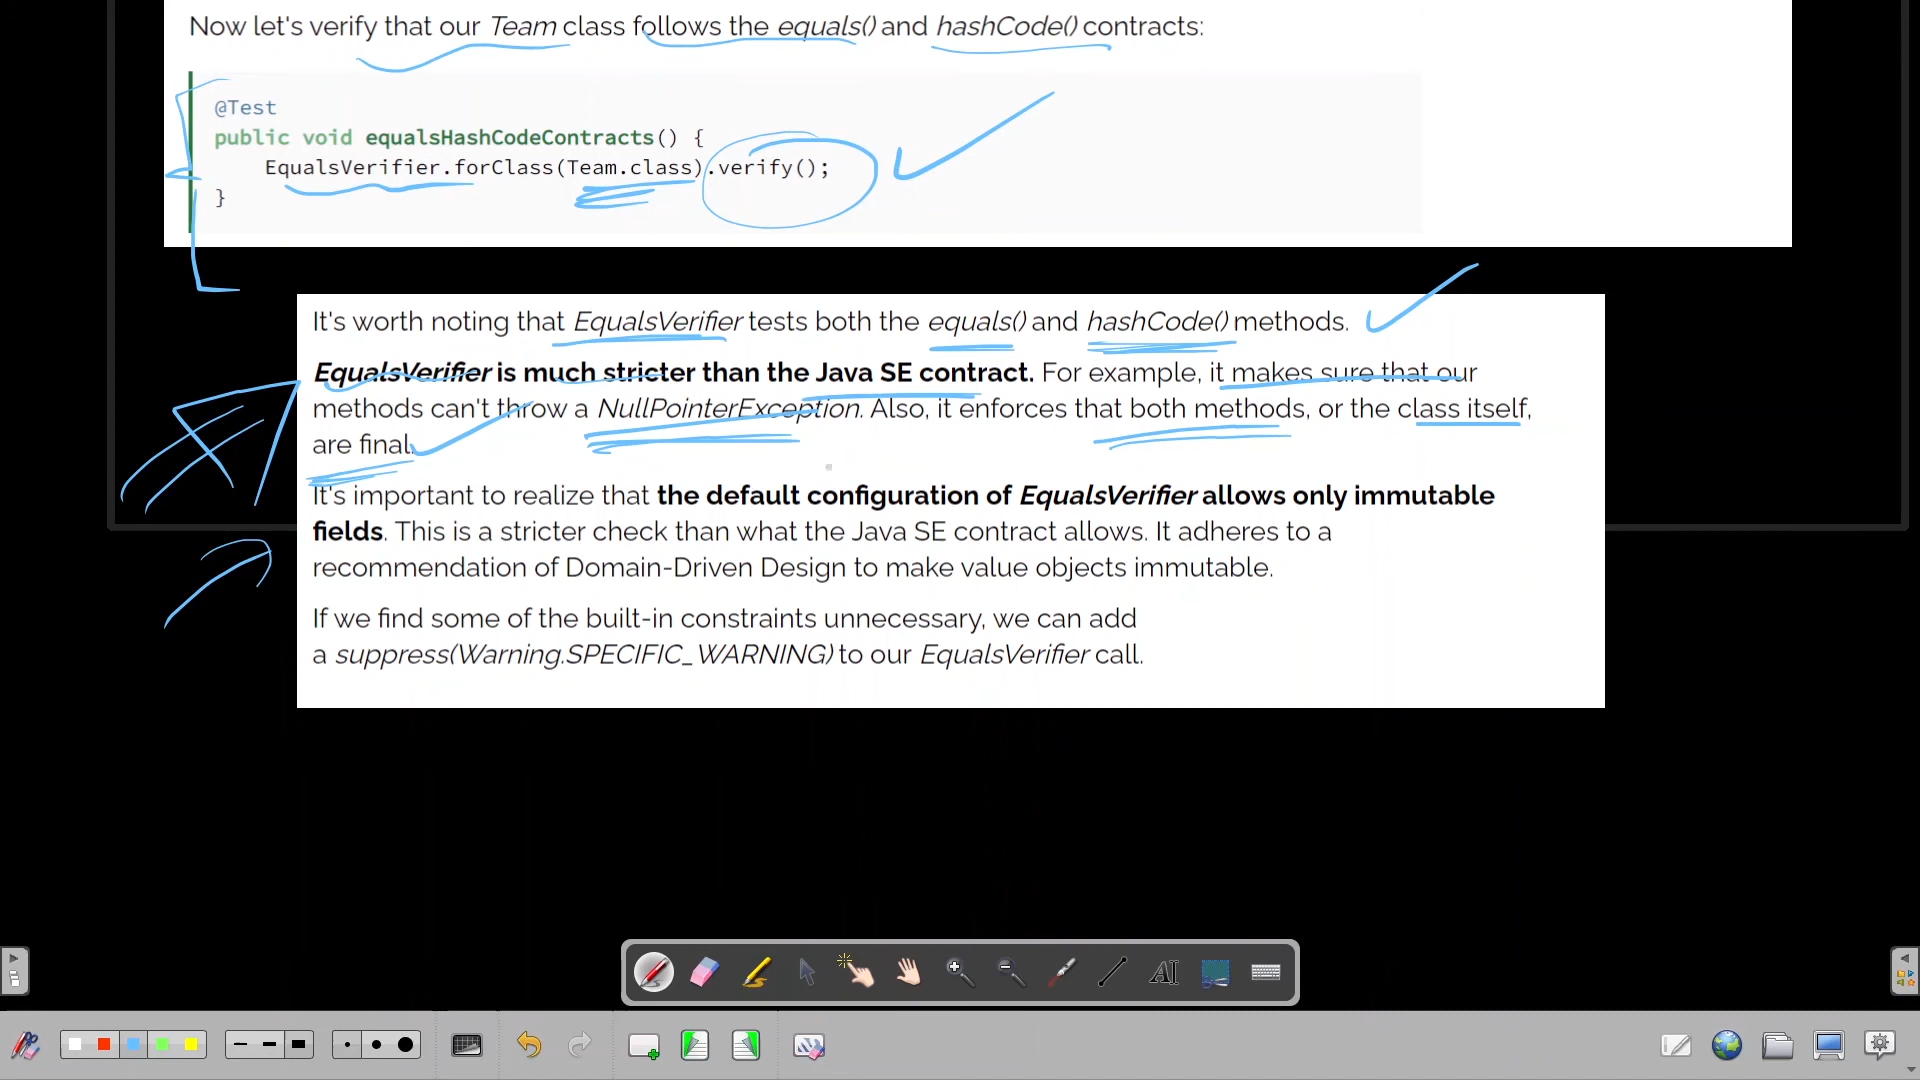 Now let's verify that our Team class follows the equals() and hashCode() contracts:
@Test
public void equalsHashCodeContracts() {
EqualsVerifier.forClass(Team.class).verify();
}
It's worth noting that EqualsVerifier tests both the equals() and hashCode() methods.
EqualsVerifier is much stricter than the Java SE contract. For example, it makes sure that our
methods can't throw a NullPointerException. Also, it enforces that both methods, or the class itself,
are final.
It's important to realize that the default configuration of EqualsVerifier allows only immutable
fields. This is a stricter check than what the Java SE contract allows. It adheres to a
recommendation of Domain-Driven Design to make value objects immutable.
If we find some of the built-in constraints unnecessary, we can add
a suppress(Warning.SPECIFIC_WARNING) to our EqualsVerifier call.
AI